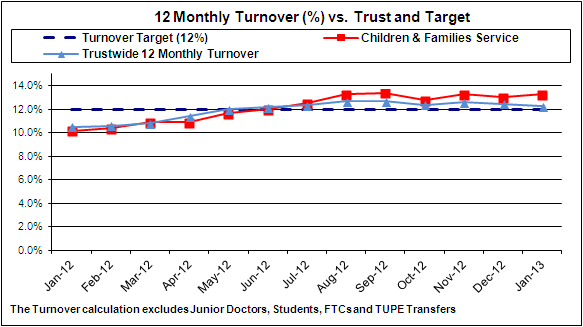 12 Monthly Turnover (%) vs. Trust and Target
Turnover Target (12%) Children & Families Service
Trustwide 12 Monthly Turnover
14.0%
12.0%
10.0%
8.0%
6.0%
4.0%
2.0%
0.0%
Jan-12 Feb-12 Mar-12 Apr-12 May-12 Jun-12 Jul-12 Aug-12 Sep-12 Oct-12 Nov-12 Dec-12 Jan-13
The Turnover calculation excludes Junior Doctors, Students, FTCs and TUPE Transfers